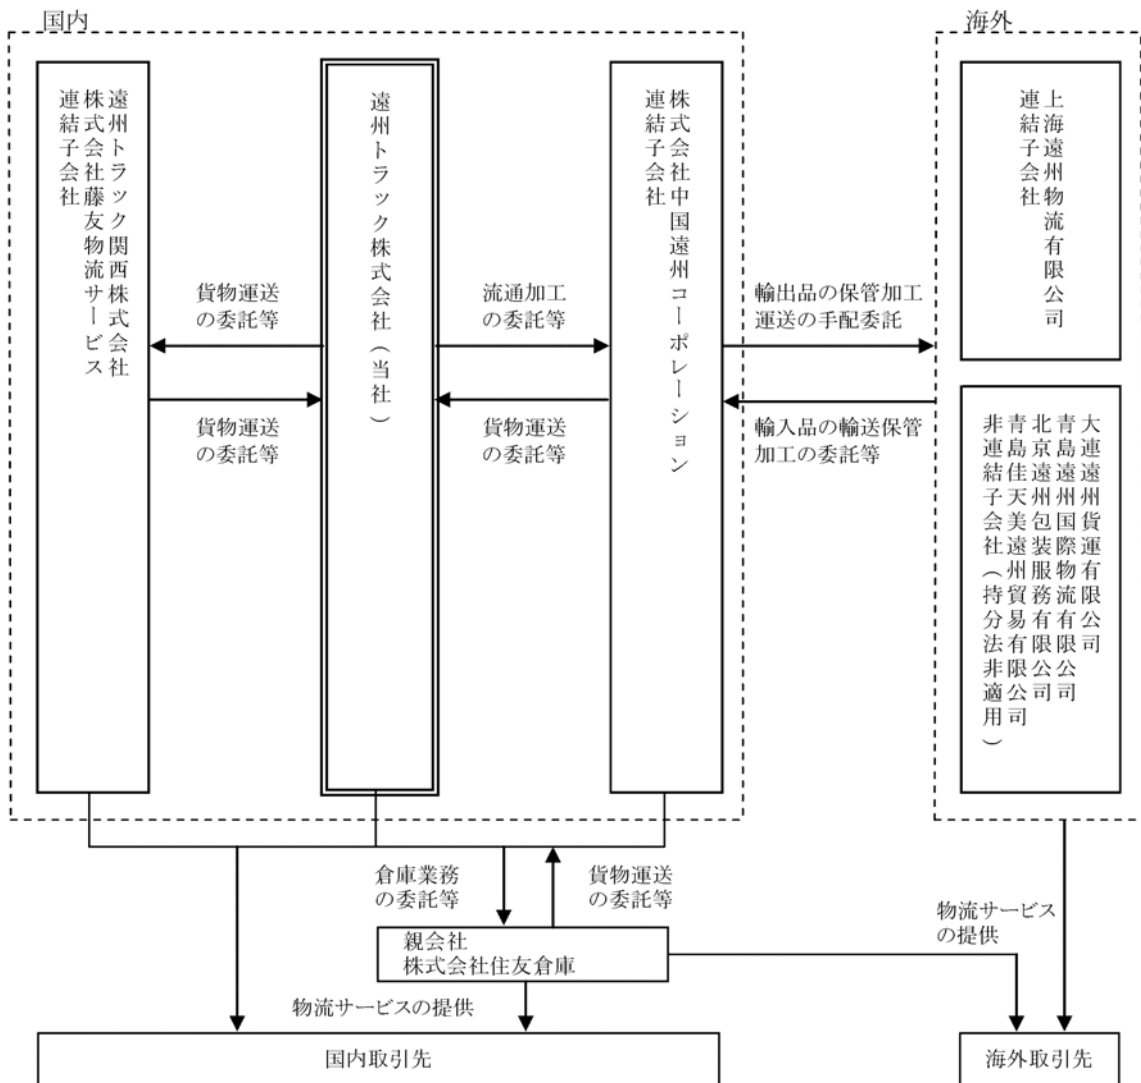 国内
海外
遠州トラック関西株式会社
株式会社藤友物流サービス
連結子会社
遠州トラック株式会社（当社）
株式会社中国遠州コーポレーション
連結子会社
上海遠州物流有限公司
連結子会社
貨物運送
の委託等
流通加工
の委託等
輸出品の保管加工
運送の手配委託
貨物運送
の委託等
貨物運送
の委託等
輸入品の輸送保管
加工の委託等
大連遠州貨運有限公司
青島遠州国際物流有限公司
北京遠州包装服務有限公司
青島佳天美遠州貿易有限公司
非連結子会社（持分法非適用）
倉庫業務
の委託等
貨物運送
の委託等
物流サービス
の提供
親会社
株式会社住友倉庫
物流サービスの提供
国内取引先
海外取引先